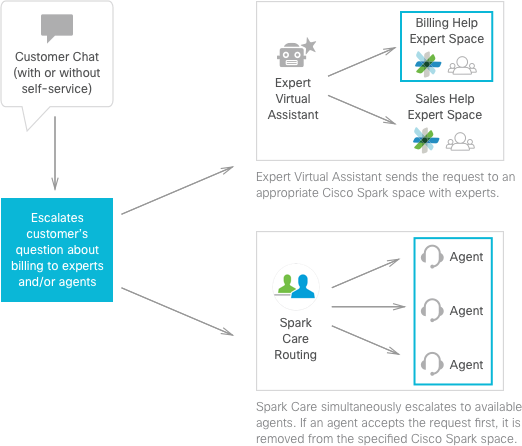 Customer Chat
(with or without
self-service)
Escalates
customer's
question about
billing to experts
and/or agents
Expert
Virtual
Assistant
Billing Help
Expert Space
Sales Help
Expert Space
Expert Virtual Assistant sends the request to an
appropriate Cisco Spark space with experts.
Spark
Care
Routing
Agent
Agent
Agent
Spark Care simultaneously escalates to available
agents. If an agent accepts the request first, it is
removed from the specified Cisco Spark space.